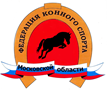 ФЕДЕРАЦИЯ КОННОГО СПОРТА
Московской области